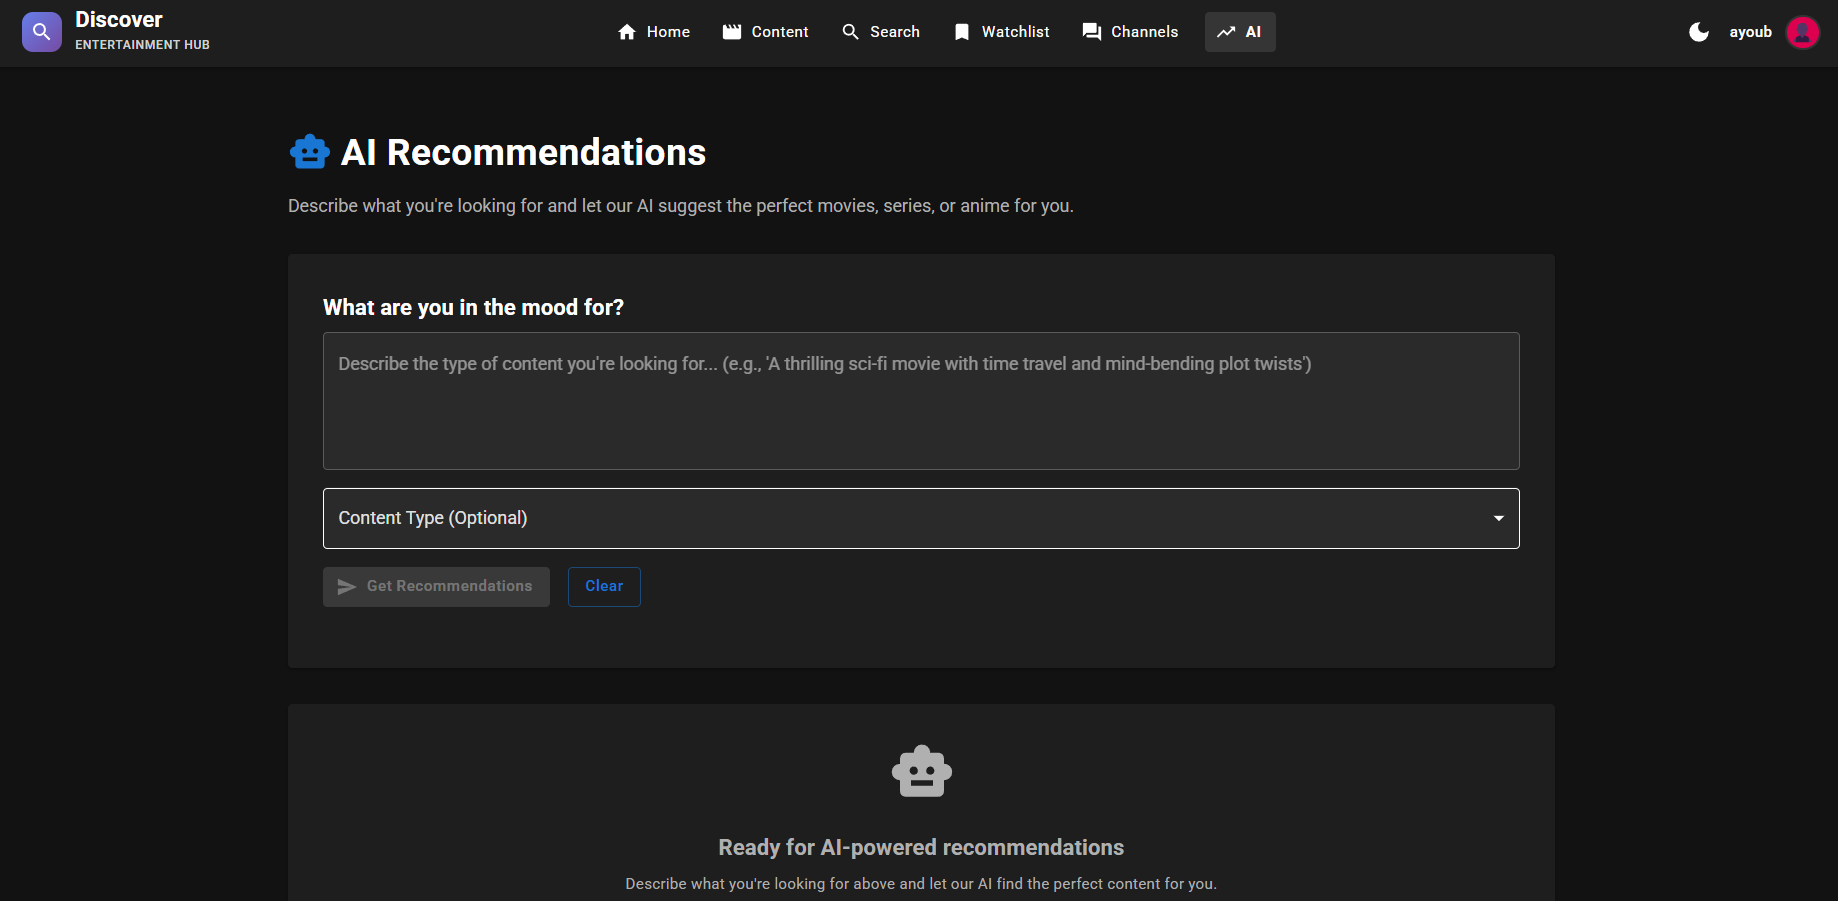 Discover
ENTERTAINMENT HUB
Home
Content
Search
Watchlist
Channels
AI
ayoub
AI Recommendations
Describe what you're looking for and let our AI suggest the perfect movies, series, or anime for you.
What are you in the mood for?
Describe the type of content you're looking for... (e.g., 'A thrilling sci-fi movie with time travel and mind-bending plot twists')
Content Type (Optional)
Get Recommendations
Clear
Ready for AI-powered recommendations
Describe what you're looking for above and let our AI find the perfect content for you.